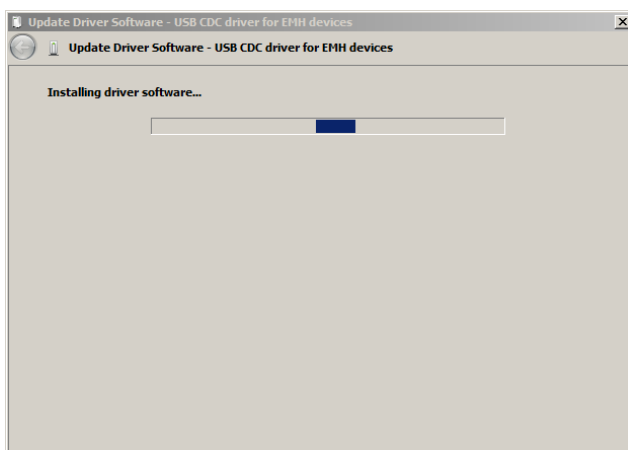 Update Driver Software - USB CDC driver for EMH devices
Update Driver Software - USB CDC driver for EMH devices
Installing driver software...